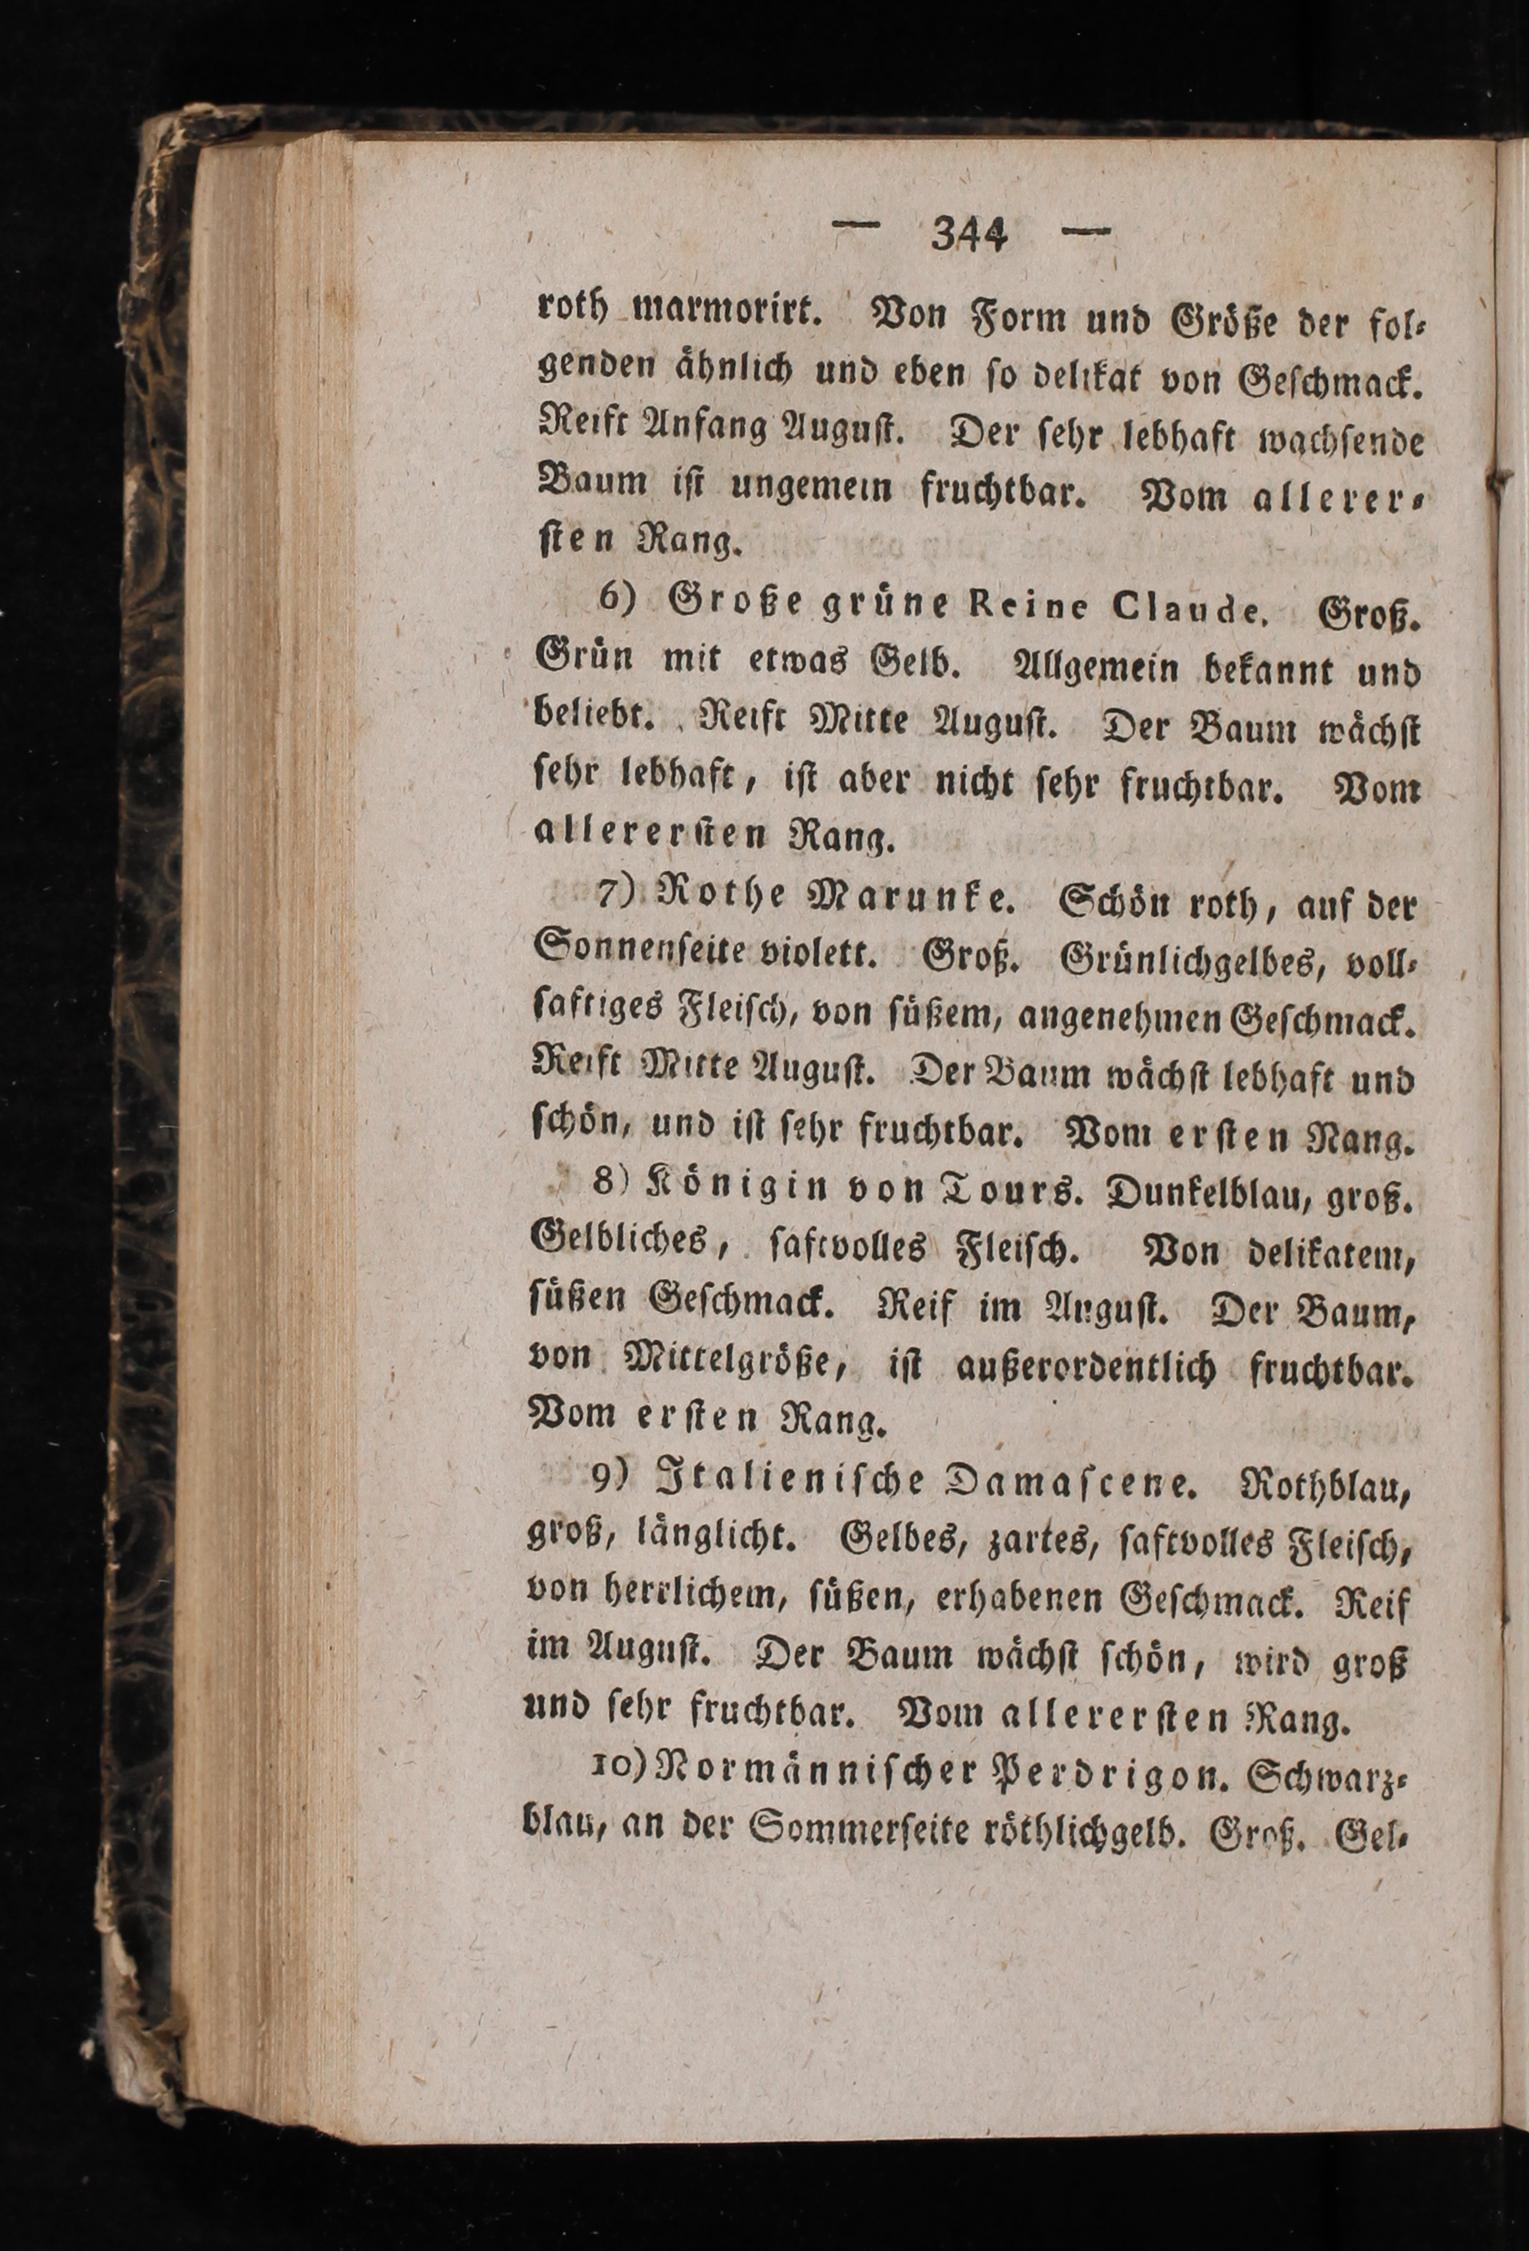 — 344 —
roth marmorirt. Von Form und Größe der fol-
genden ähnlich und eben so delikat von Geschmack.
Reift Anfang August. Der sehr lebhaft wachsende
Baum ist ungemein fruchtbar. Vom allerer-
sten Rang.
6) Große grüne Reine Claude. Groß.
Grün mit etwas Gelb. Allgemein bekannt und
beliebt. Reift Mitte August. Der Baum wächst
sehr lebhaft, ist aber nicht sehr fruchtbar. Vom
allerersten Rang.
7) Rothe Marunke. Schön roth, auf der
Sonnenseite violett. Groß. Grünlichgelbes, voll-
saftiges Fleisch, von süßem, angenehmen Geschmack.
Reift Mitte August. Der Baum wächst lebhaft und
schön, und ist sehr fruchtbar. Vom ersten Rang.
8) Königin von Tours. Dunkelblau, groß.
Gelbliches, saftvolles Fleisch. Von delikatem,
süßen Geschmack. Reif im August. Der Baum,
von Mittelgröße, ist außerordentlich fruchtbar.
Vom ersten Rang.
9) Italienische Damascene. Rothblau,
groß, länglicht. Gelbes, zartes, saftvolles Fleisch,
von herrlichem, süßen, erhabenen Geschmack. Reif
im August. Der Baum wächst schön, wird groß
und sehr fruchtbar. Vom allerersten Rang.
10) Normännischer Perdrigon. Schwarz-
blau, an der Sommerseite röthlichgelb. Groß. Gel-